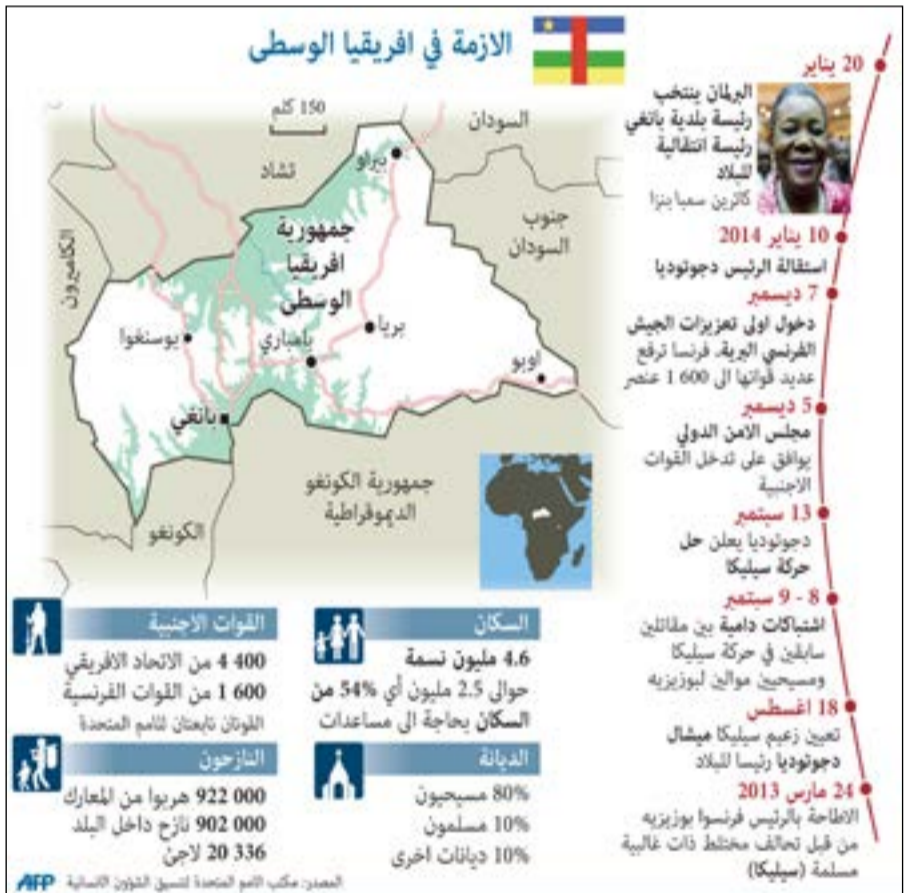 الازمة في افريقيا الوسطى
20 يناير
البرلمان ينتخب
رئيسة بلدية بانغي
رئيسة انتقالية
للبلاد
كاترين سمبا بنزا
10 يناير 2014
استقالة الرئيس دجوتوديا
7 ديسمبر
دخول اولى تعزيزات الجيش
الفرنسي البرية. فرنسا ترفع
عديد قواتها الى 600 1 عنصر
5 ديسمبر
مجلس الامن الدولي
يوافق على تدخل القوات
الاجنبية
13 سبتمبر
دجوتوديا يعلن حل
حركة سيليكا
8 - 9 سبتمبر
اشتباكات دامية بين مقاتلين
سابقين في حركة سيليكا
ومسيحيين موالين لبوزيزيه
18 اغسطس
تعيين زعيم سيليكا ميشال
دجوتوديا رئيسا للبلاد
24 مارس 2013
الاطاحة بالرئيس فرنسوا بوزيزيه
من قبل تحالف مختلط ذات غالبية
مسلمة (سيليكا)
150 كلم
السودان
تشاد
بيراو
جنوب
السودان
الكاميرون
جمهورية
افريقيا
الوسطى
بوسنغوا
بامباري
بريا
اوبو
بانغي
جمهورية الكونغو
الديموقراطية
الكونغو
السكان
4.6 مليون نسمة
حوالى 2.5 مليون أي 54% من
السكان بحاجة الى مساعدات
الديانة
80% مسيحيون
10% مسلمون
10% ديانات اخرى
القوات الاجنبية
400 4 من الاتحاد الافريقي
600 1 من القوات الفرنسية
القوتان تابعتان للامم المتحدة
النازحون
922 000 هربوا من المعارك
902 000 نازح داخل البلد
20 336 لاجئ
المصدر: مكتب الامم المتحدة لتنسيق الشؤون الانسانية
AFP